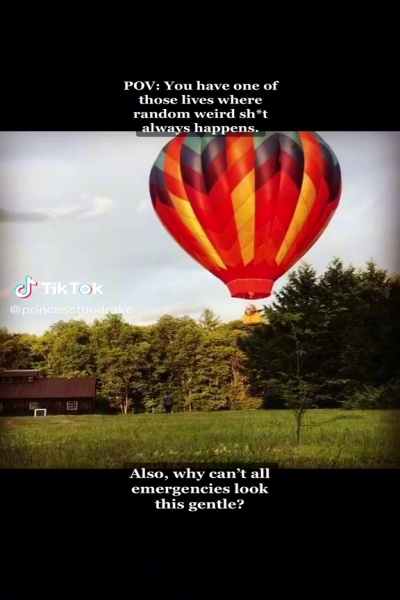 POV: You have one of
those lives where
random weird sh*t
always happens.
TikTok
@princessthedrake
Also, why can't all
emergencies look
this gentle?